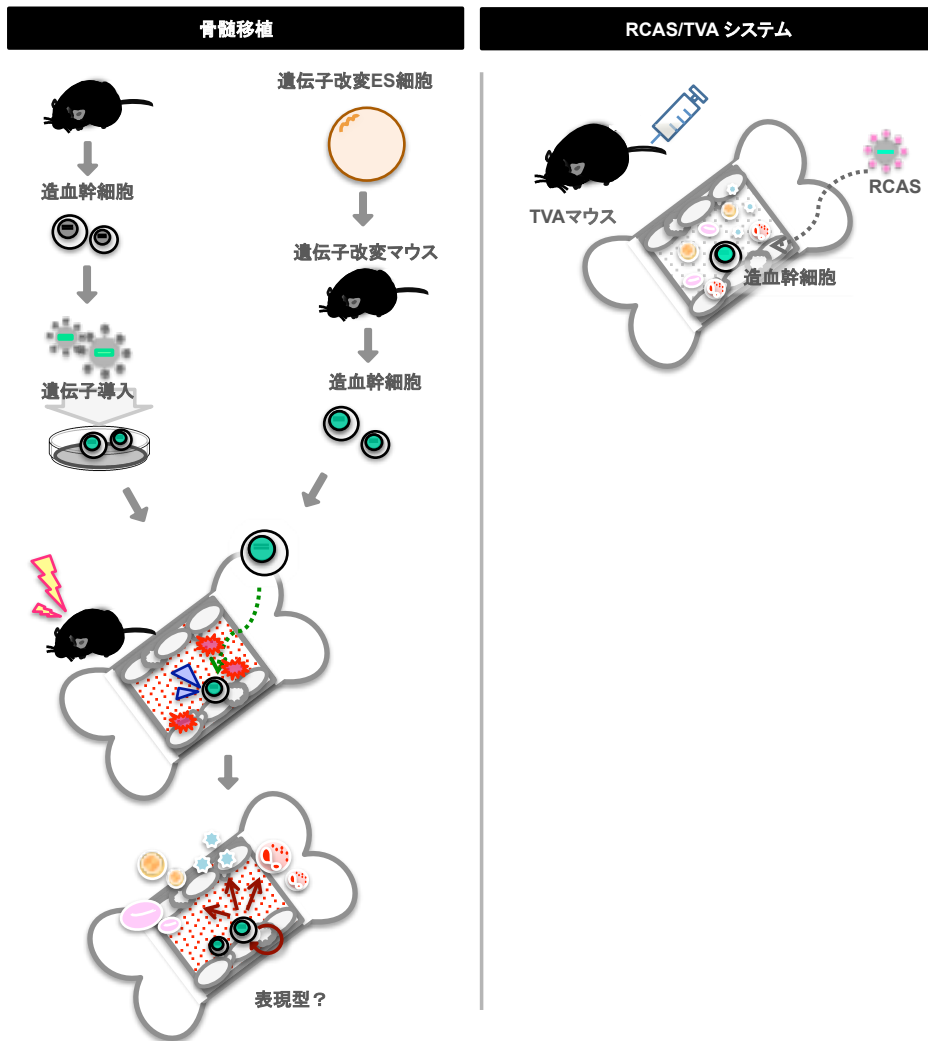 骨髄移植
遺伝子改変ES細胞
造血幹細胞
遺伝子改変マウス
造血幹細胞
遺伝子導入
表現型？
RCAS/TVA システム
TVAマウス
RCAS
造血幹細胞